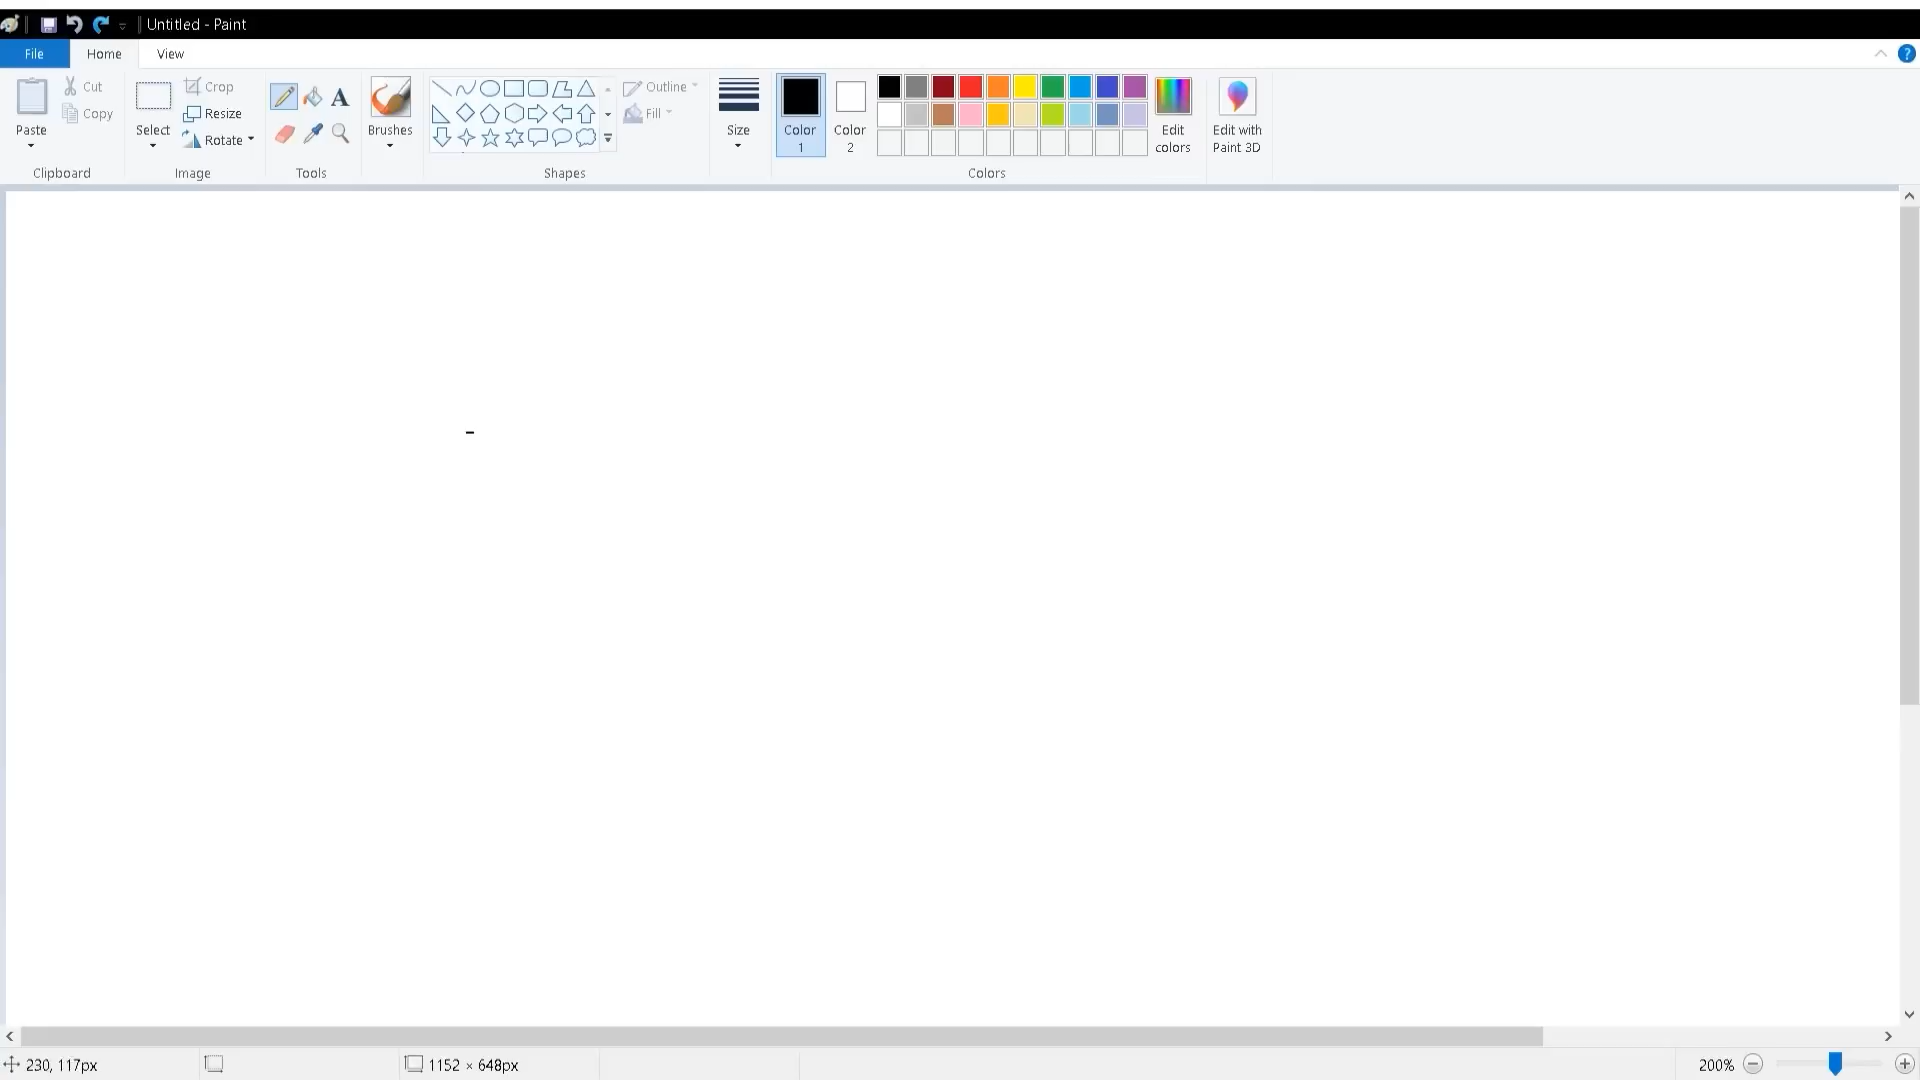 Untitled - Paint
File Home View
Paste
Cut
Copy
Clipboard
Select
Crop
Resize
Rotate
Image
Tools
Brushes
Outline
Fill
Shapes
Size
Color 1
Color 2
Edit colors
Colors
Edit with Paint 3D
230, 117px
1152 × 648px
200%